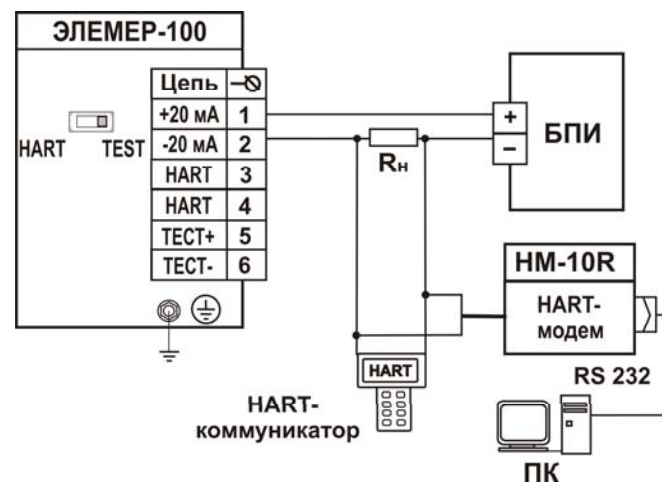 ЭЛЕМЕР-100
Цепь
+20 мА 1
-20 мА 2
HART 3
HART 4
ТЕСТ+ 5
ТЕСТ- 6
HART TEST
+
−
БПИ
Rн
НМ-10R
HART-
модем
RS 232
HART
HART-
коммуникатор
ПК